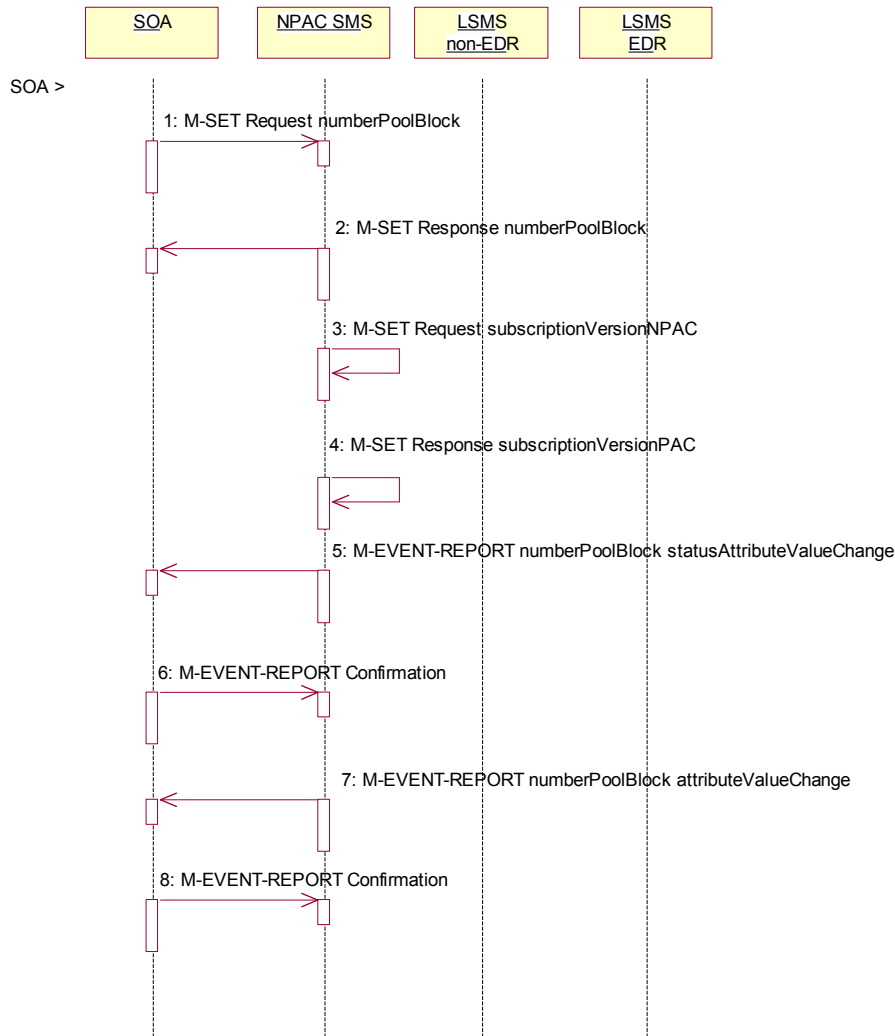 SOA
NPAC SMS
LSMS
non-EDR
LSMS
EDR
SOA >
1: M-SET Request numberPoolBlock
2: M-SET Response numberPoolBlock
3: M-SET Request subscriptionVersionNPAC
4: M-SET Response subscriptionVersionPAC
5: M-EVENT-REPORT numberPoolBlock statusAttributeValueChange
6: M-EVENT-REPORT Confirmation
7: M-EVENT-REPORT numberPoolBlock attributeValueChange
8: M-EVENT-REPORT Confirmation